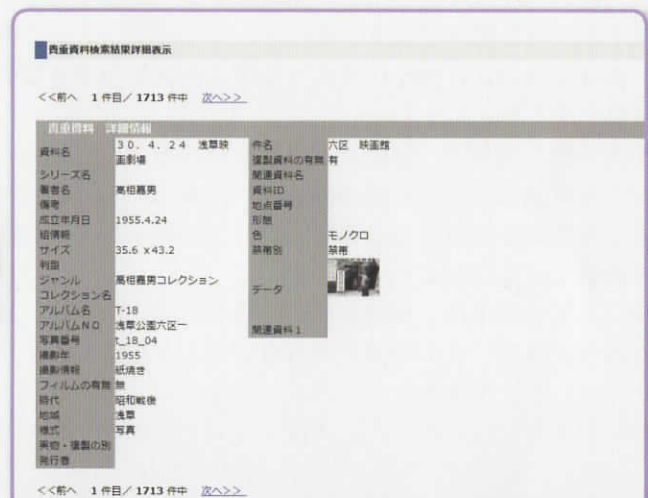 貴重資料検索結果詳細表示
<<前へ 1 件目/ 1713 件中 次へ>>
貴重資料 詳細情報
資料名 30．4．24 浅草映画劇場
シリーズ名
著者名 高相嘉男
備考
成立年月日 1955.4.24
組情報
サイズ 35.6 x43.2
判型
ジャンル 高相嘉男コレクション
コレクション名
アルバム名 T-18
アルバムNO 浅草公園六区一
写真番号 t_18_04
撮影年 1955
撮影情報 紙焼き
フィルムの有無 無
時代 昭和戦後
地域 浅草
様式 写真
実物・複製の別
発行者
件名 六区 映画館
複製資料の有無 有
関連資料名
資料ID
地点番号
形態
色 モノクロ
禁帯別 禁帯
データ
関連資料1
<<前へ 1 件目/ 1713 件中 次へ>>